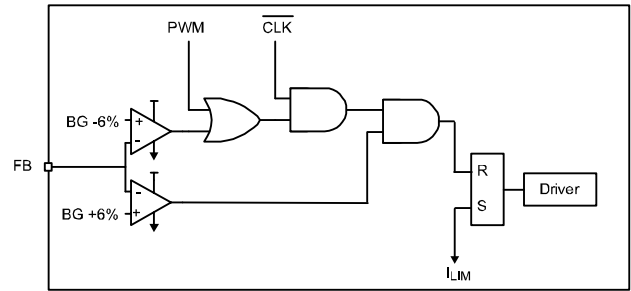 PWM
CLK
BG -6%
+
-
FB
-
+
BG +6%
R
S
Driver
ILIM